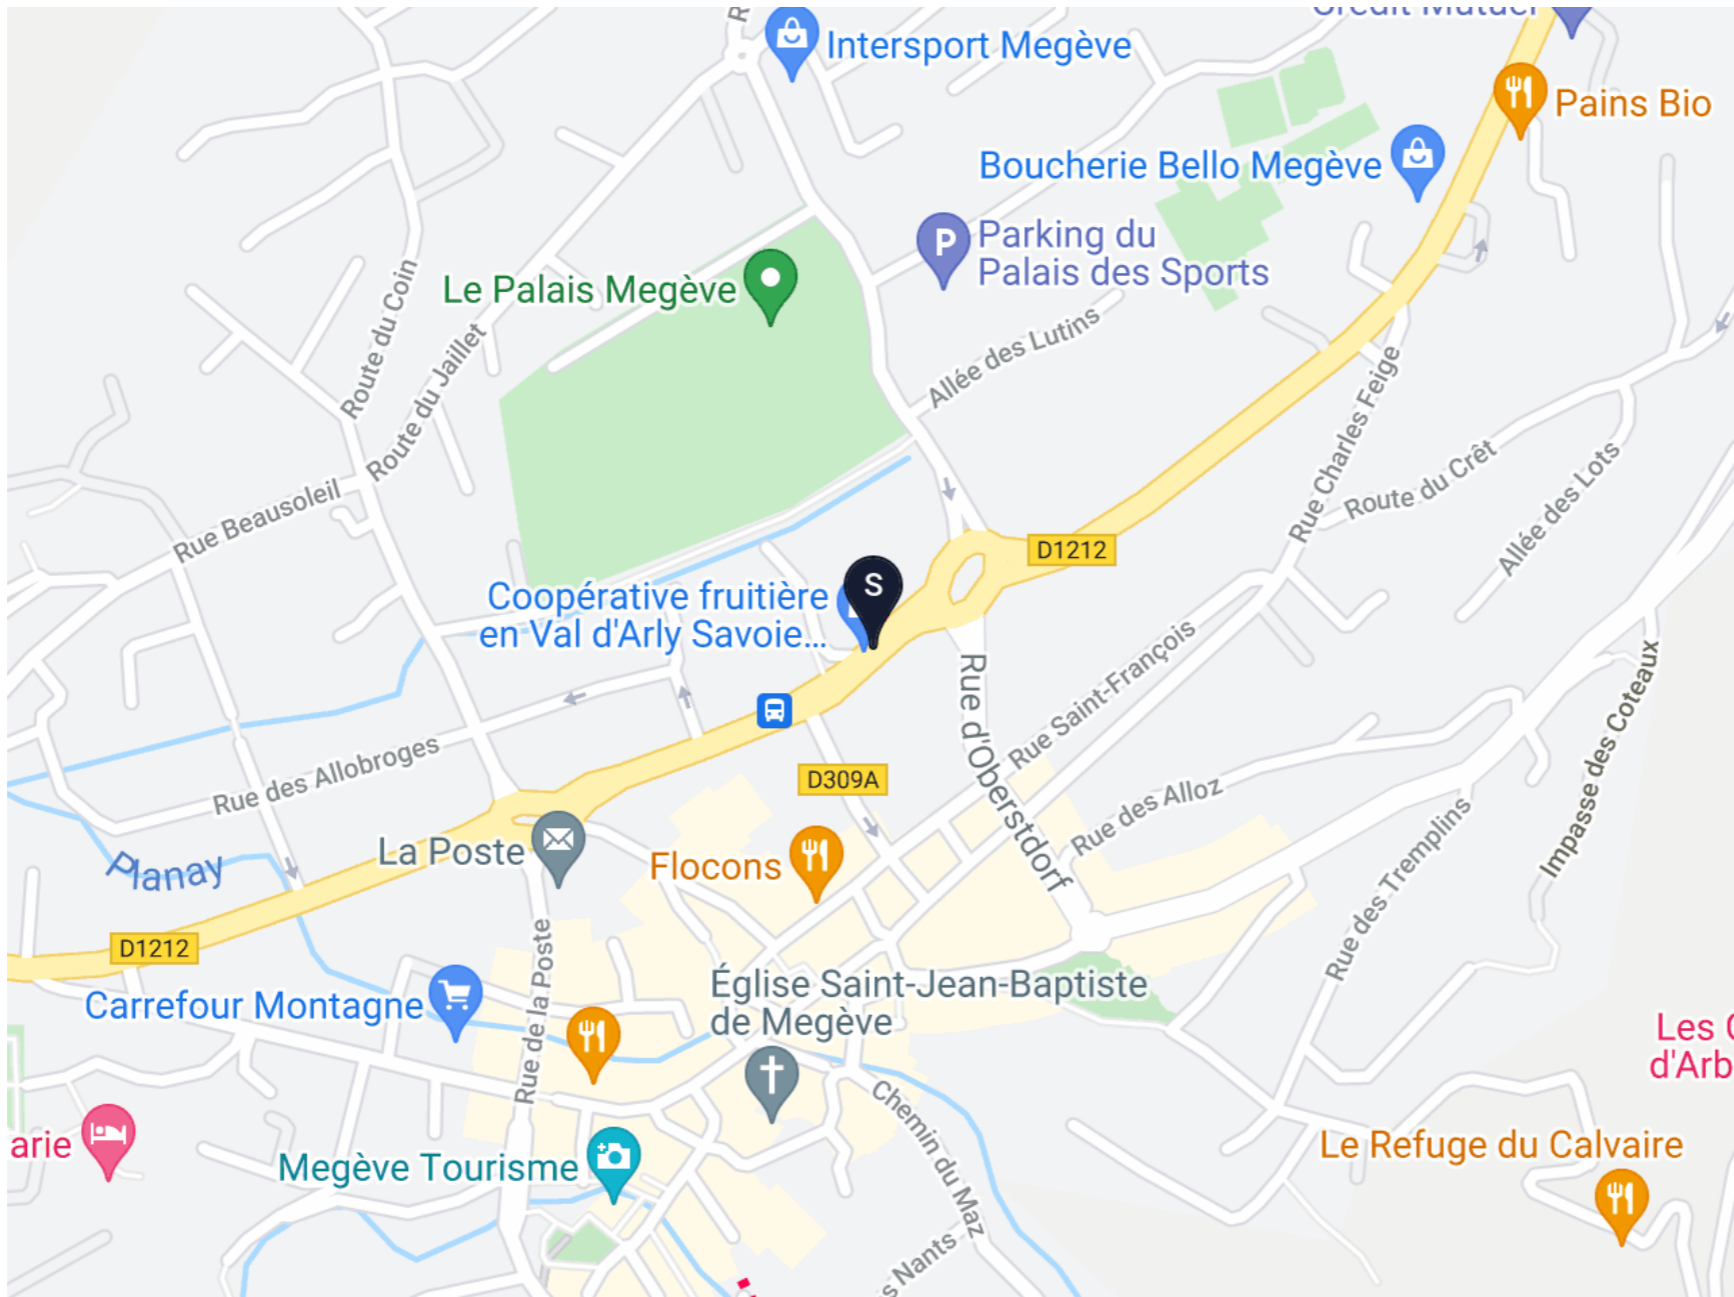 Intersport Megève
Crédit Mutuel
Pains Bio
Boucherie Bello Megève
Parking du
Palais des Sports
P
Le Palais Megève
Route du Coin
Route du Jaillet
Allée des Lutins
Rue Charles Feige
Route du Crêt
Allée des Lots
Rue Beausoleil
D1212
S
Coopérative fruitière
en Val d'Arly Savoie...
Rue Saint-François
Rue d'Oberstdorf
Impasse des Coteaux
Rue des Allobroges
D309A
Rue des Alloz
Rue des Tremplins
La Poste
Flocons
Planay
D1212
Rue de la Poste
Carrefour Montagne
Église Saint-Jean-Baptiste
de Megève
Les
d'Arb
Chemin du Maz
arie
Megève Tourisme
Le Refuge du Calvaire
s Nants